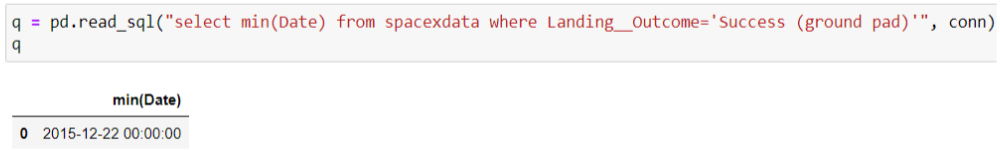 q = pd.read_sql("select min(Date) from spacexdata where Landing__Outcome='Success (ground pad)'", conn)
q
min(Date)
0 2015-12-22 00:00:00